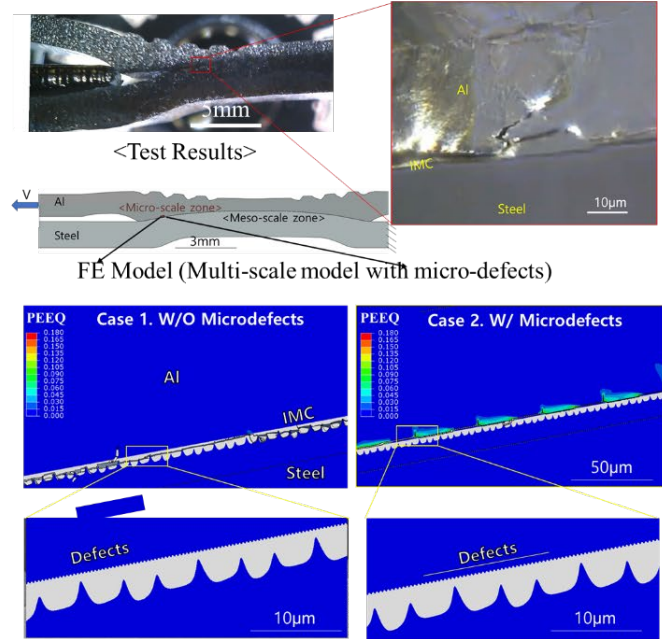 5mm
<Test Results>
Al
IMC
Steel
10μm
V
Al
<Micro-scale zone>
<Meso-scale zone>
Steel
3mm
FE Model (Multi-scale model with micro-defects)
PEEQ
0.180
0.165
0.150
0.135
0.120
0.105
0.090
0.075
0.060
0.045
0.030
0.015
0.000
Case 1. W/O Microdefects
Al
IMC
Steel
PEEQ
0.180
0.165
0.150
0.135
0.120
0.105
0.090
0.075
0.060
0.045
0.030
0.015
0.000
Case 2. W/ Microdefects
50μm
Defects
10μm
Defects
10μm